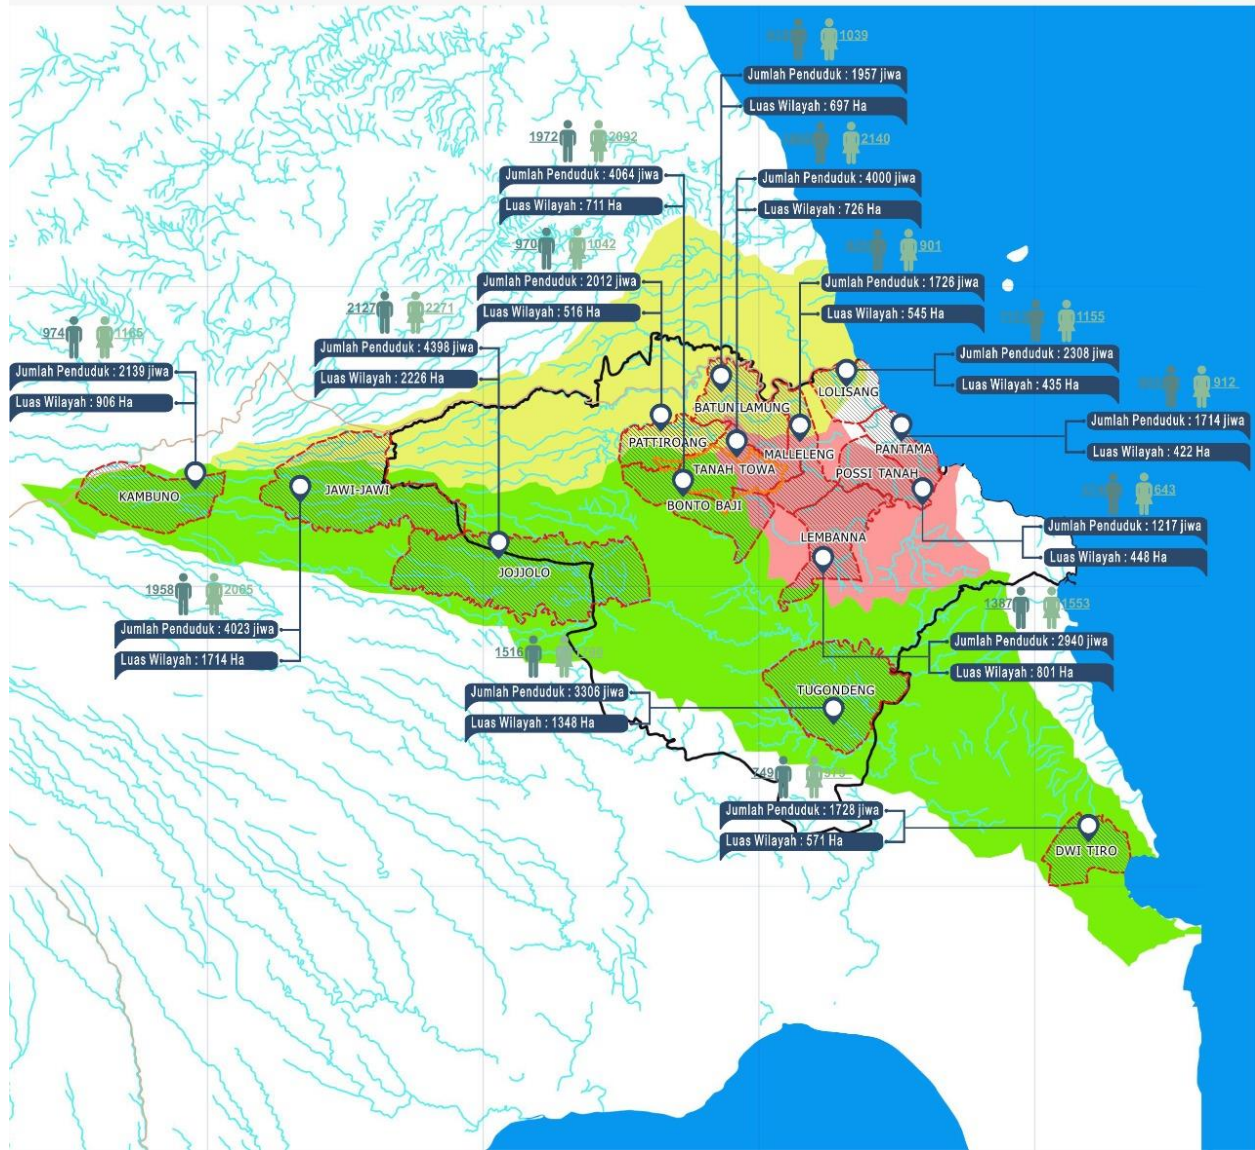 1039
Jumlah Penduduk : 1957 jiwa
Luas Wilayah : 697 Ha
1972 2092
Jumlah Penduduk : 4064 jiwa
Luas Wilayah : 711 Ha
2140
Jumlah Penduduk : 4000 jiwa
Luas Wilayah : 726 Ha
970 1042
Jumlah Penduduk : 2012 jiwa
Luas Wilayah : 516 Ha
901
Jumlah Penduduk : 1726 jiwa
Luas Wilayah : 545 Ha
2127 2271
Jumlah Penduduk : 4398 jiwa
Luas Wilayah : 2226 Ha
974 1165
Jumlah Penduduk : 2139 jiwa
Luas Wilayah : 906 Ha
1155
Jumlah Penduduk : 2308 jiwa
Luas Wilayah : 435 Ha
912
Jumlah Penduduk : 1714 jiwa
Luas Wilayah : 422 Ha
LOLISANG
BATUNILAMUNG
PATTIROANG
MALLELENG
PANTAMA
TANAH TOWA
POSSI TANAH
KAMBUNO
JAWI-JAWI
BONTO BAJI
LEMBANNA
JOJJOLO
643
Jumlah Penduduk : 1217 jiwa
Luas Wilayah : 448 Ha
1958 2065
Jumlah Penduduk : 4023 jiwa
Luas Wilayah : 1714 Ha
1387 1553
Jumlah Penduduk : 2940 jiwa
Luas Wilayah : 801 Ha
1516
Jumlah Penduduk : 3306 jiwa
Luas Wilayah : 1348 Ha
TUGONDENG
749
Jumlah Penduduk : 1728 jiwa
Luas Wilayah : 571 Ha
DWI TIRO